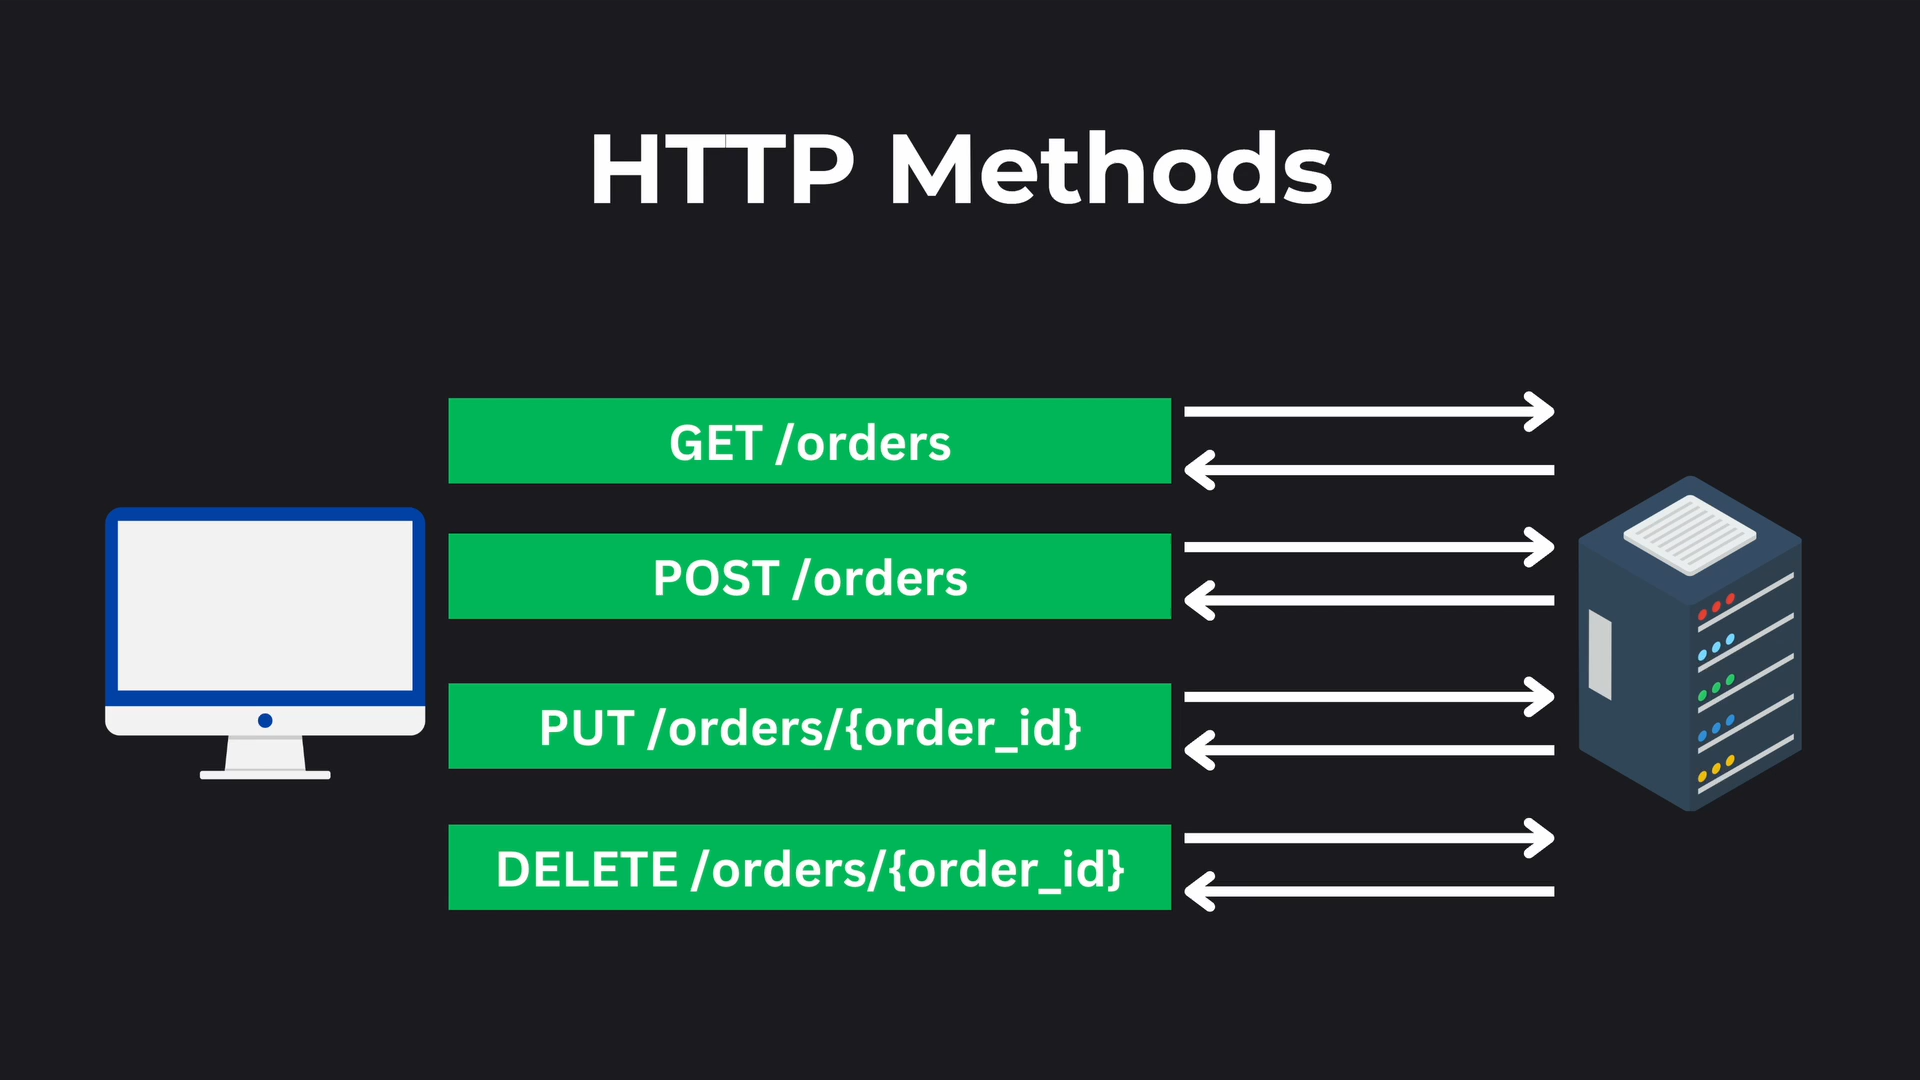 HTTP Methods
GET /orders
POST /orders
PUT /orders/{order_id}
DELETE /orders/{order_id}